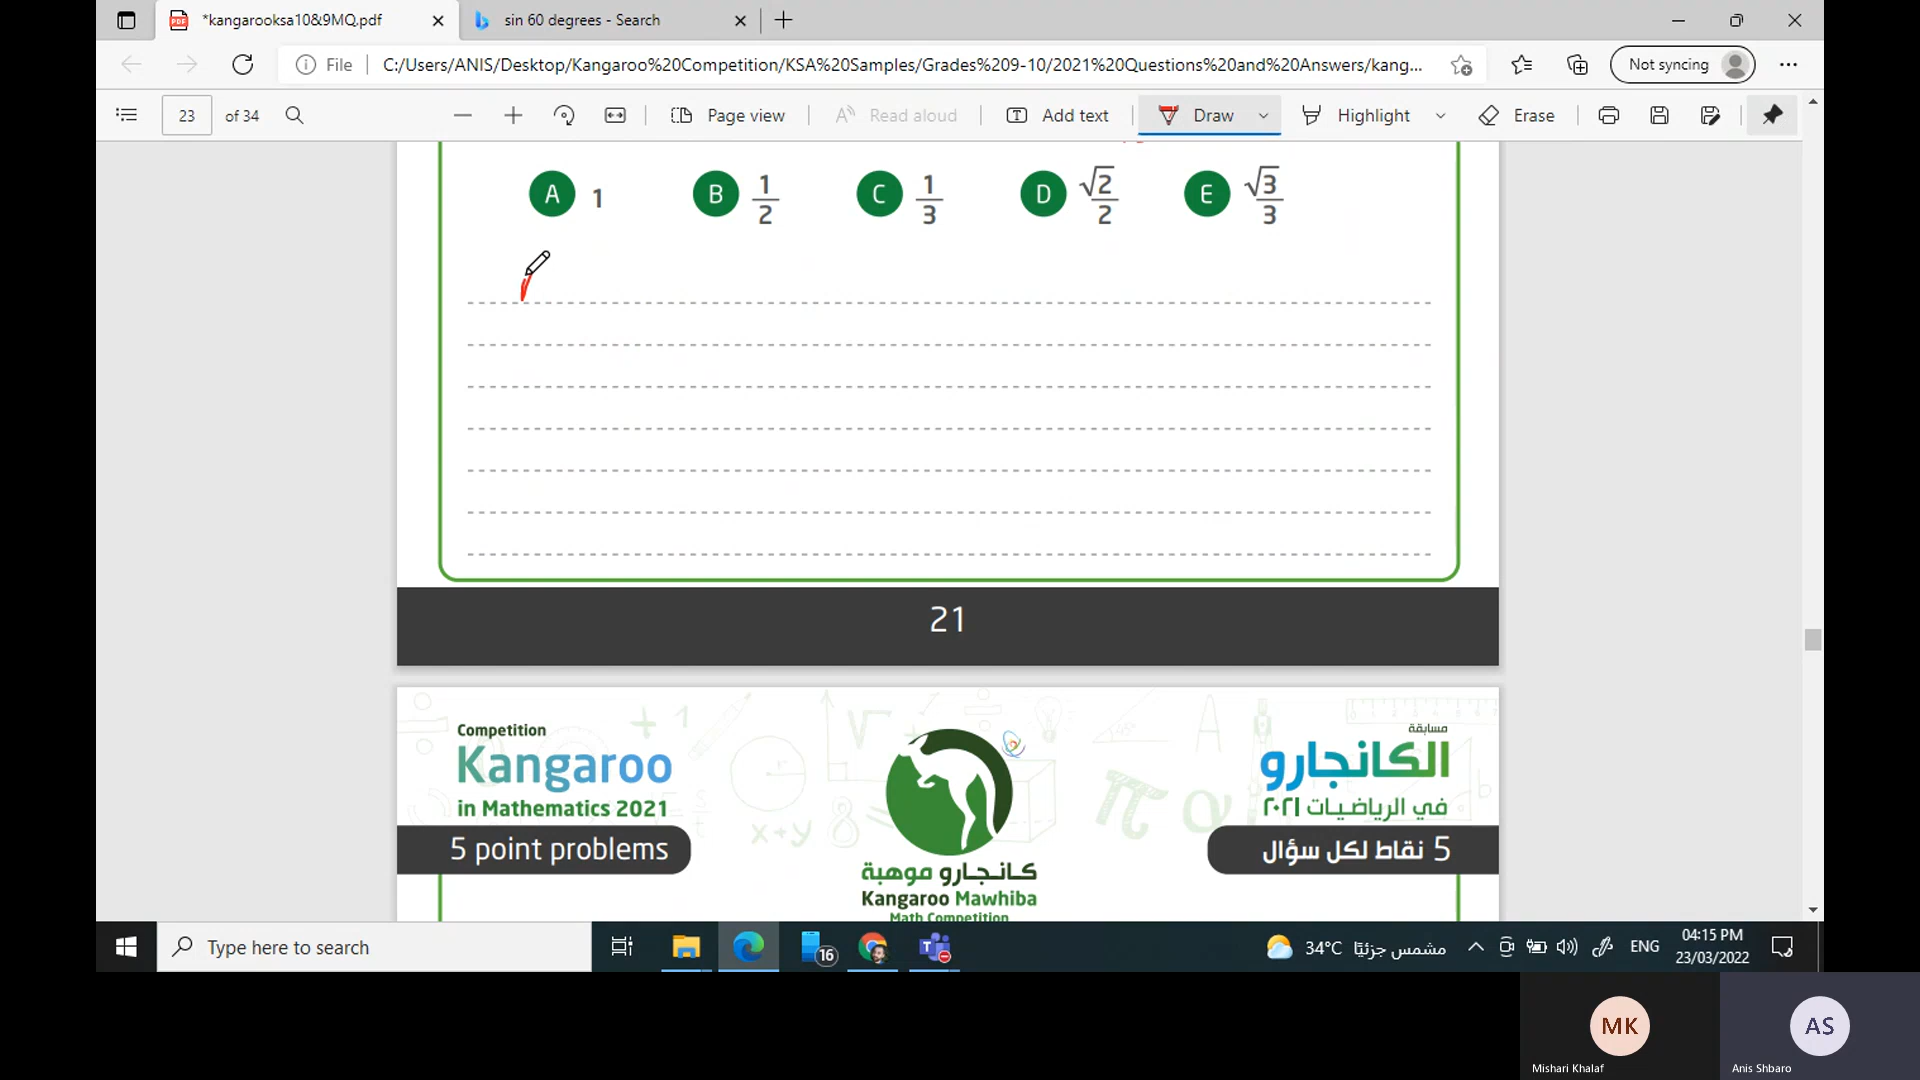 *kangarooksa10&9MQ.pdf
sin 60 degrees - Search
File
C:/Users/ANIS/Desktop/Kangaroo%20Competition/KSA%20Samples/Grades%209-10/2021%20Questions%20and%20Answers/kang...
Not syncing
23 of 34
Page view
Read aloud
Add text
Draw
Highlight
Erase
A 1 B 1/2 C 1/3 D √2/2 E √3/3
21
Competition
Kangaroo
in Mathematics 2021
5 point problems
مسابقة
الكانجارو
في الرياضيات ٢٠٢١
5 نقاط لكل سؤال
كانجارو موهبة
Kangaroo Mawhiba
Math Competition
x+y
Type here to search
16
34°C مشمس جزئيًا
ENG
04:15 PM
23/03/2022
MK
Mishari Khalaf
AS
Anis Shbaro